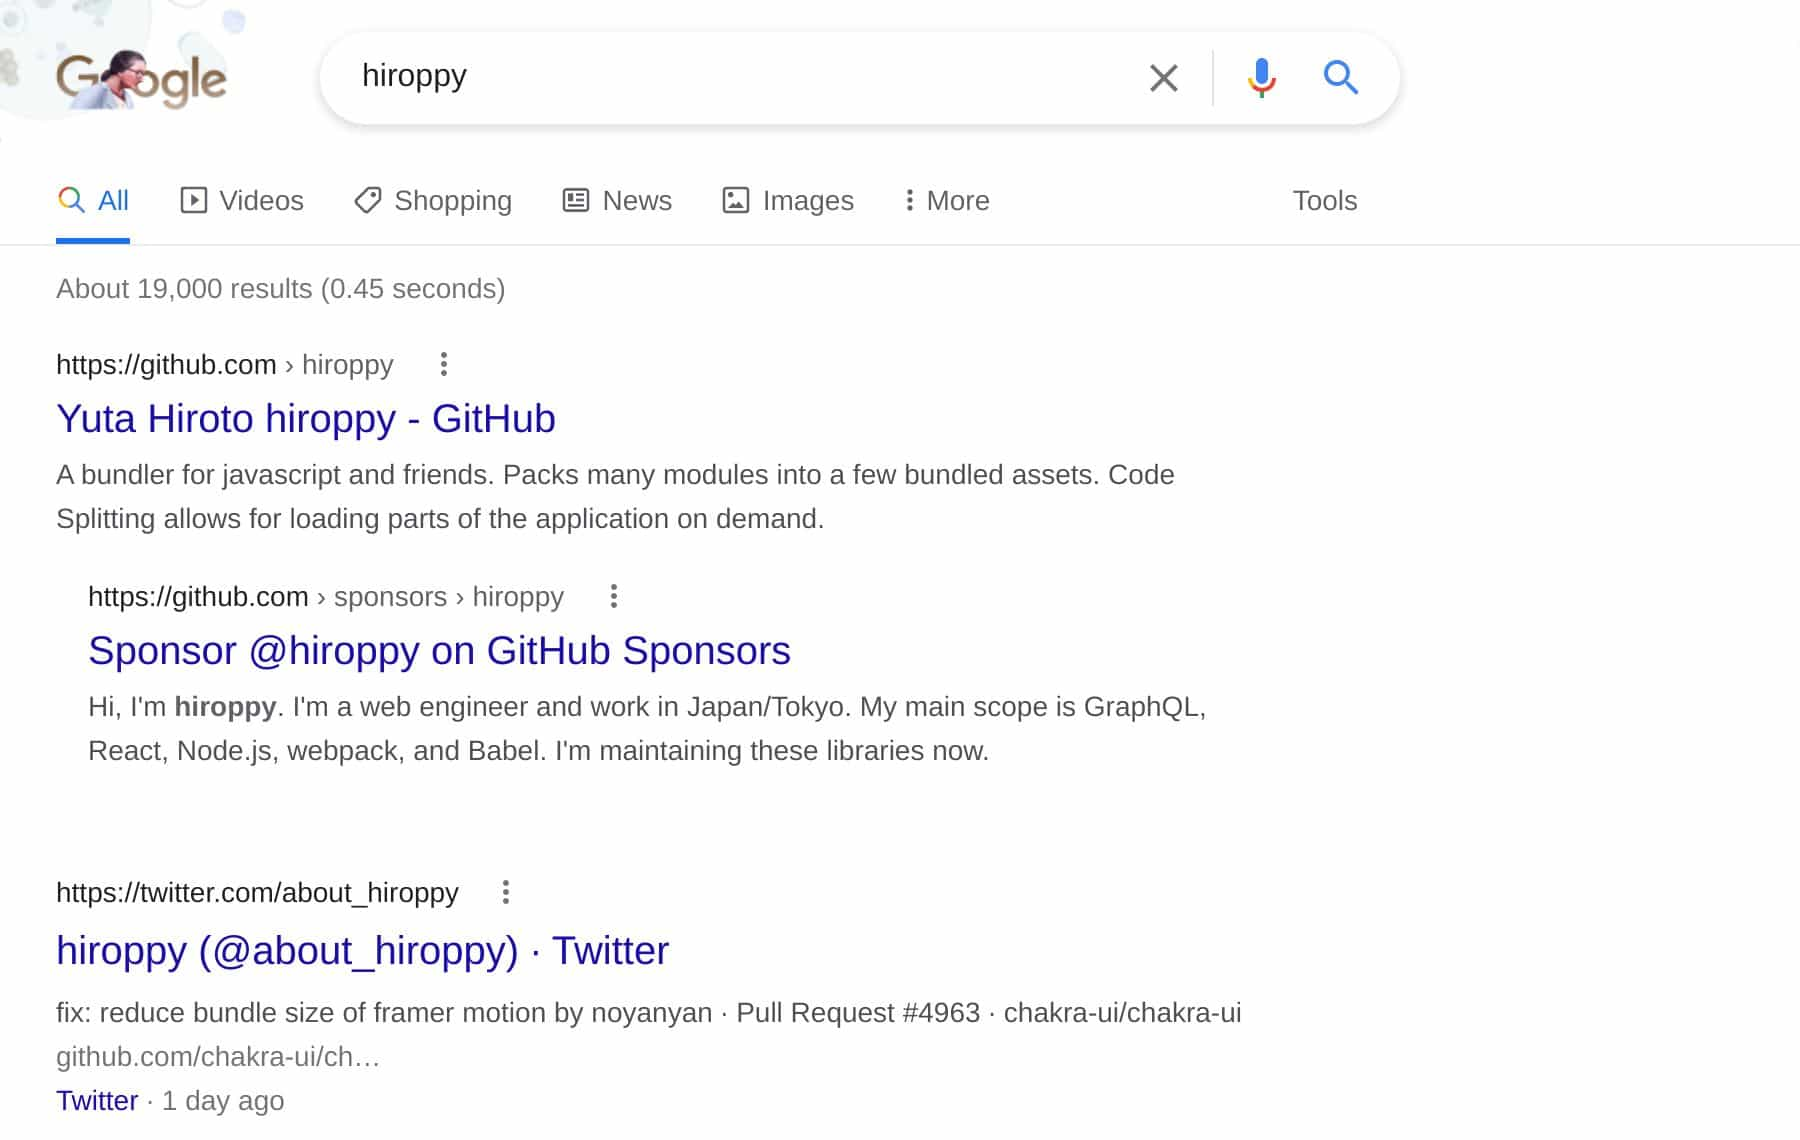 Google
hiroppy
All Videos Shopping News Images More Tools
About 19,000 results (0.45 seconds)
https://github.com › hiroppy
Yuta Hiroto hiroppy - GitHub
A bundler for javascript and friends. Packs many modules into a few bundled assets. Code
Splitting allows for loading parts of the application on demand.
https://github.com › sponsors › hiroppy
Sponsor @hiroppy on GitHub Sponsors
Hi, I'm hiroppy. I'm a web engineer and work in Japan/Tokyo. My main scope is GraphQL,
React, Node.js, webpack, and Babel. I'm maintaining these libraries now.
https://twitter.com/about_hiroppy
hiroppy (@about_hiroppy) · Twitter
fix: reduce bundle size of framer motion by noyanyan · Pull Request #4963 · chakra-ui/chakra-ui
github.com/chakra-ui/ch…
Twitter · 1 day ago